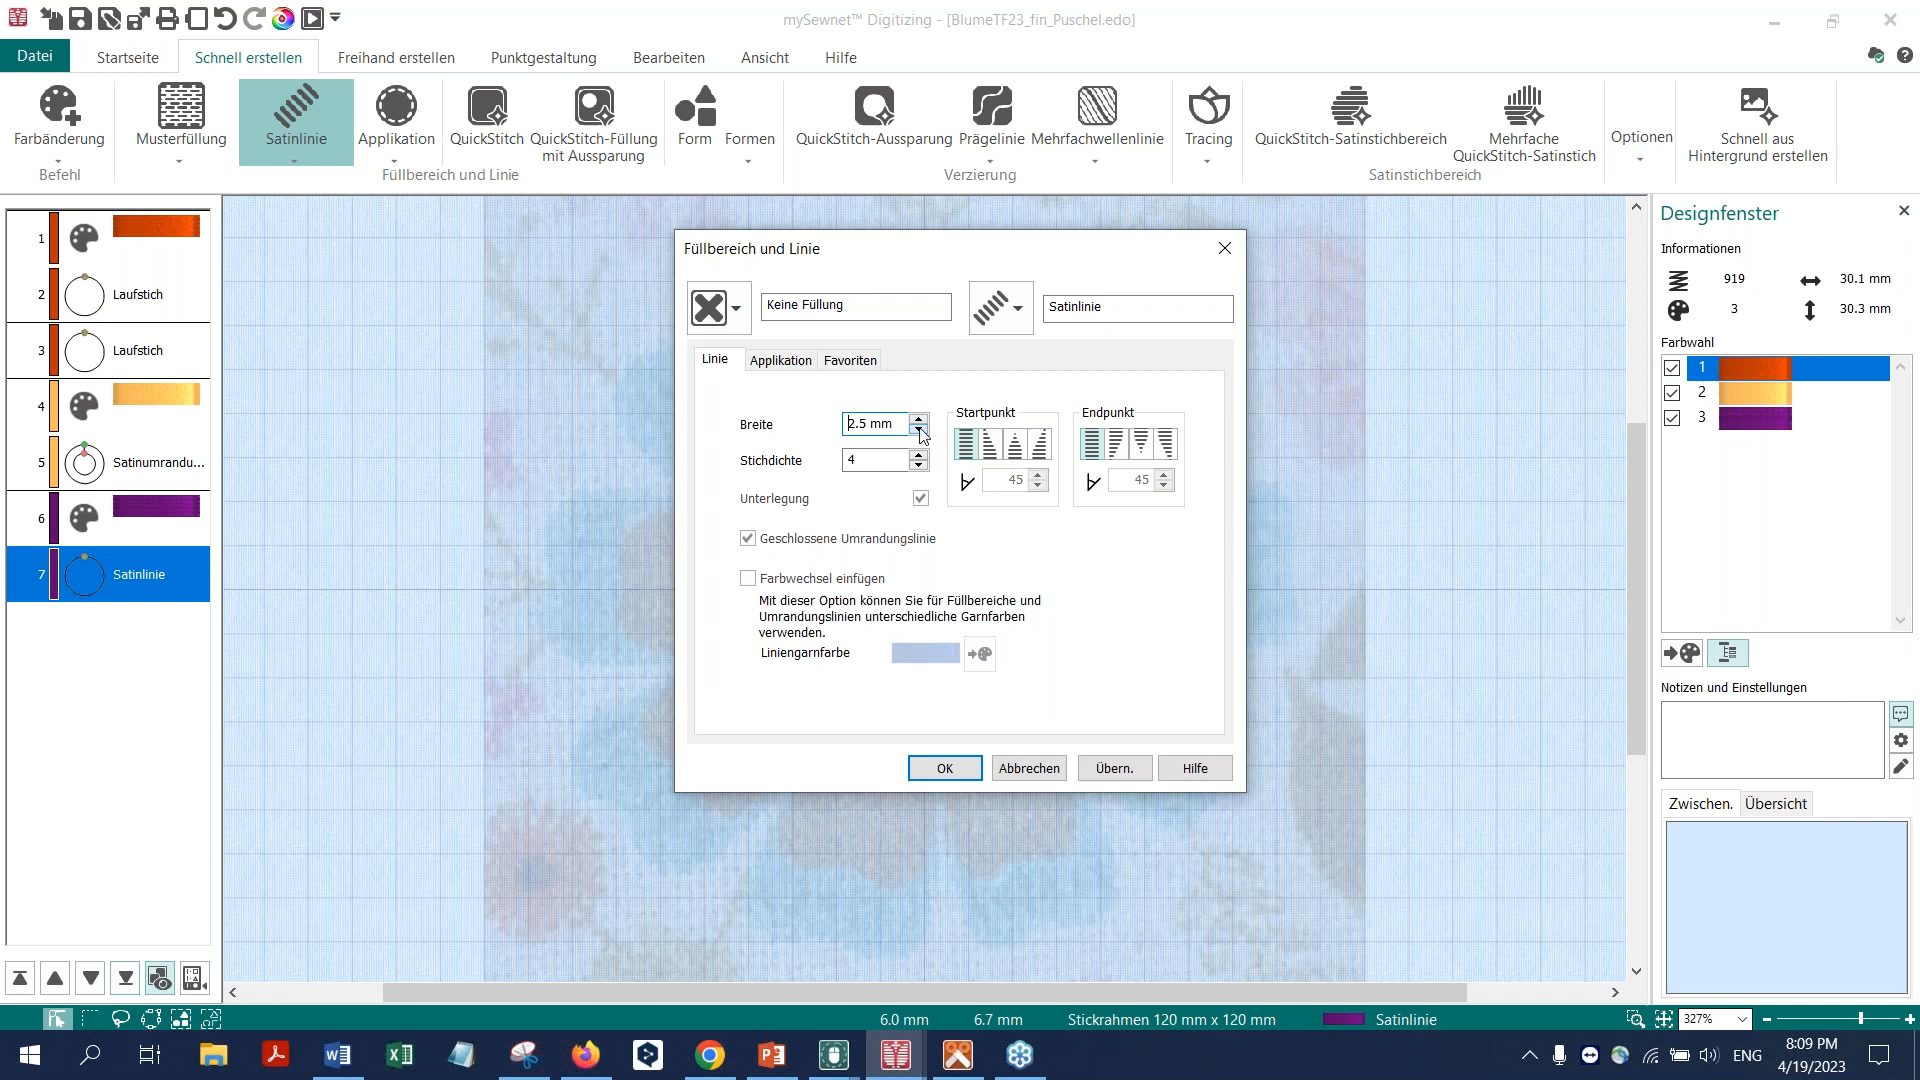 mySewnet™ Digitizing - [BlumeTF23_fin_Puschel.edo]
Datei
Startseite
Schnell erstellen
Freihand erstellen
Punktgestaltung
Bearbeiten
Ansicht
Hilfe
Farbänderung
Musterfüllung
Satinlinie
Applikation
QuickStitch
QuickStitch-Füllung
mit Aussparung
Form
Formen
QuickStitch-Aussparung
Prägelinie
Mehrfachwellenlinie
Tracing
QuickStitch-Satinstichbereich
Mehrfache
QuickStitch-Satinstich
Optionen
Schnell aus
Hintergrund erstellen
Befehl
Füllbereich und Linie
Verzierung
Satinstichbereich
1
2
Laufstich
3
Laufstich
4
5
Satinumrandu...
6
7
Satinlinie
Füllbereich und Linie
Keine Füllung
Satinlinie
Linie
Applikation
Favoriten
Breite
2.5 mm
Stichdichte
4
Unterlegung
Startpunkt
45
Endpunkt
45
Geschlossene Umrandungslinie
Farbwechsel einfügen
Mit dieser Option können Sie für Füllbereiche und
Umrandungslinien unterschiedliche Garnfarben
verwenden.
Liniengarnfarbe
OK
Abbrechen
Übern.
Hilfe
Designfenster
Informationen
919
30.1 mm
3
30.3 mm
Farbwahl
1
2
3
Notizen und Einstellungen
Zwischen.
Übersicht
6.0 mm
6.7 mm
Stickrahmen 120 mm x 120 mm
Satinlinie
327%
ENG
8:09 PM
4/19/2023